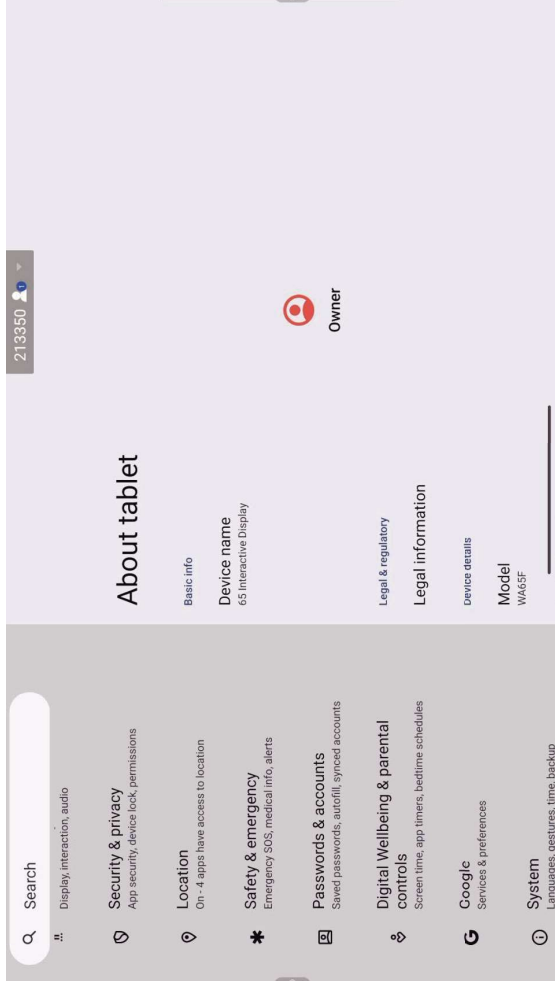 213350
1
Search
Display, interaction, audio
Security & privacy
App security, device lock, permissions
Location
On - 4 apps have access to location
Safety & emergency
Emergency SOS, medical info, alerts
Passwords & accounts
Saved passwords, autofill, synced accounts
Digital Wellbeing & parental
controls
Screen time, app timers, bedtime schedules
Google
Services & preferences
System
Languages, gestures, time, backup
About tablet
Basic info
Device name
65 Interactive Display
Owner
Legal & regulatory
Legal information
Device details
Model
WA65F